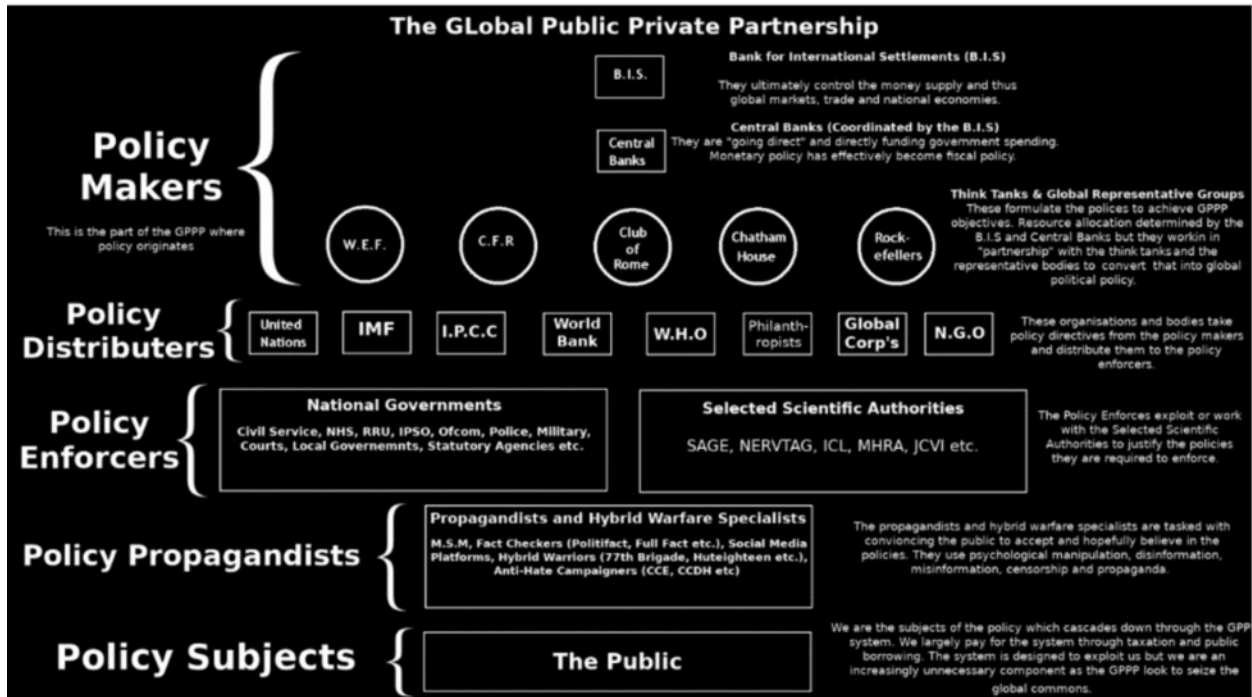 The GLobal Public Private Partnership
Policy
Makers
This is the part of the GPPP where
policy originates
B.I.S.
Bank for International Settlements (B.I.S)
They ultimately control the money supply and thus
global markets, trade and national economies.
Central
Banks
Central Banks (Coordinated by the B.I.S)
They are "going direct" and directly funding government spending.
Monetary policy has effectively become fiscal policy.
W.E.F.
C.F.R
Club
of
Rome
Chatham
House
Rock-
efellers
Think Tanks & Global Representative Groups
These formulate the polices to achieve GPPP
objectives. Resource allocation determined by the
B.I.S and Central Banks but they workin in
"partnership" with the think tanks and the
representative bodies to convert that into global
political policy.
Policy
Distributers
United
Nations
IMF
I.P.C.C
World
Bank
W.H.O
Philanth-
ropists
Global
Corp's
N.G.O
These organisations and bodies take
policy directives from the policy makers
and distribute them to the policy
enforcers.
Policy
Enforcers
National Governments
Civil Service, NHS, RRU, IPSO, Ofcom, Police, Military,
Courts, Local Governemnts, Statutory Agencies etc.
Selected Scientific Authorities
SAGE, NERVTAG, ICL, MHRA, JCVI etc.
The Policy Enforces exploit or work
with the Selected Scientific
Authorities to justify the policies
they are required to enforce.
Policy Propagandists
Propagandists and Hybrid Warfare Specialists
M.S.M, Fact Checkers (Politifact, Full Fact etc.), Social Media
Platforms, Hybrid Warriors (77th Brigade, Huteighteen etc.),
Anti-Hate Campaigners (CCE, CCDH etc)
The propagandists and hybrid warfare specialists are tasked with
convioncing the public to accept and hopefully believe in the
policies. They use psychological manipulation, disinformation,
misinformation, censorship and propaganda.
Policy Subjects
The Public
We are the subjects of the policy which cascades down through the GPP
system. We largely pay for the system through taxation and public
borrowing. The system is designed to exploit us but we are an
increasingly unnecessary component as the GPPP look to seize the
global commons.